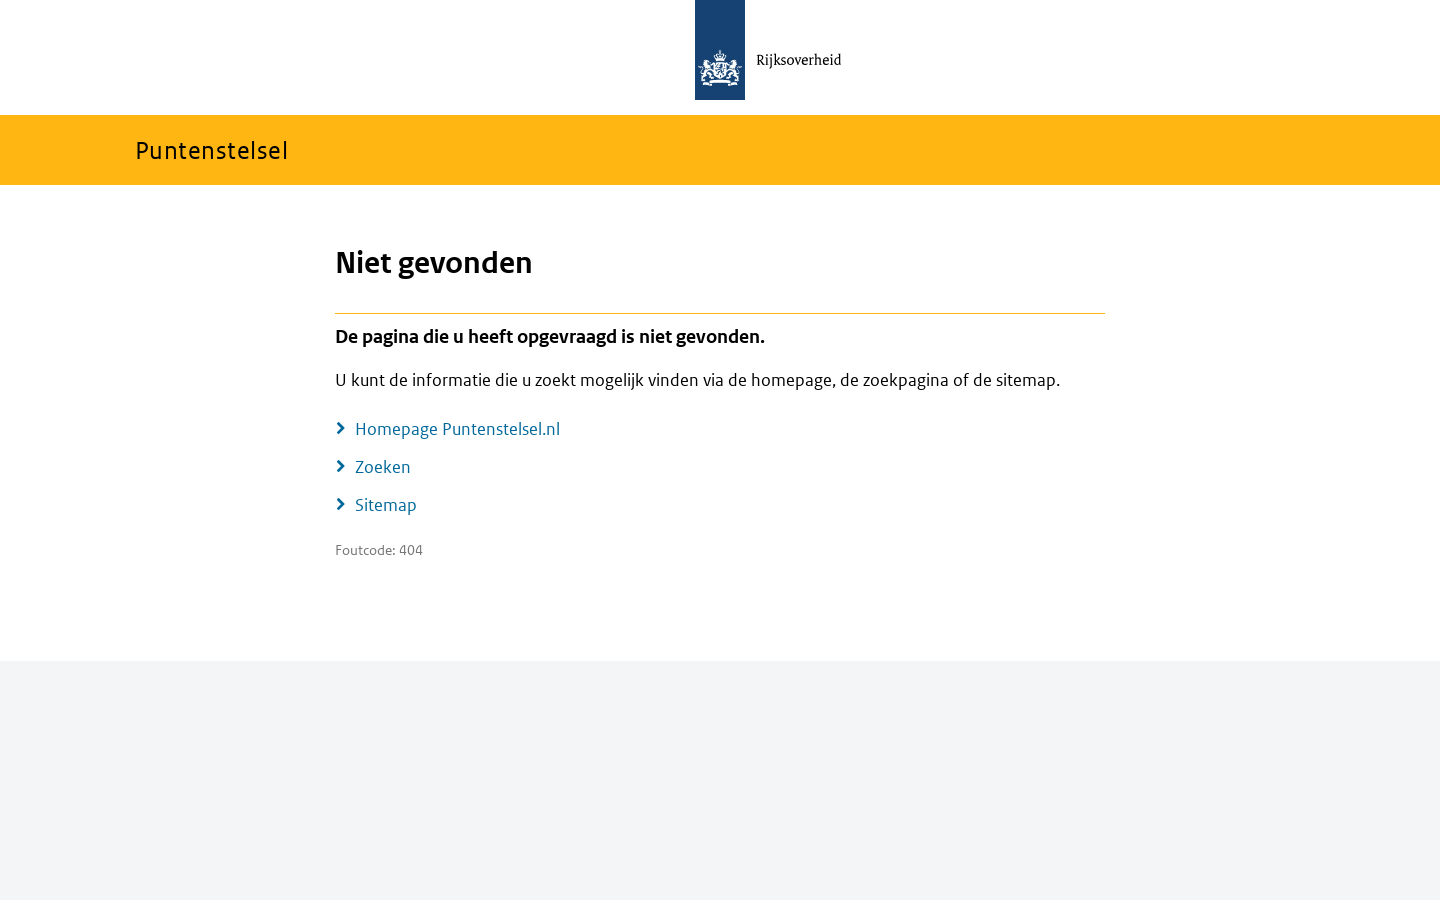 Rijksoverheid
Puntenstelsel
Niet gevonden
De pagina die u heeft opgevraagd is niet gevonden.
U kunt de informatie die u zoekt mogelijk vinden via de homepage, de zoekpagina of de sitemap.
Homepage Puntenstelsel.nl
Zoeken
Sitemap
Foutcode: 404